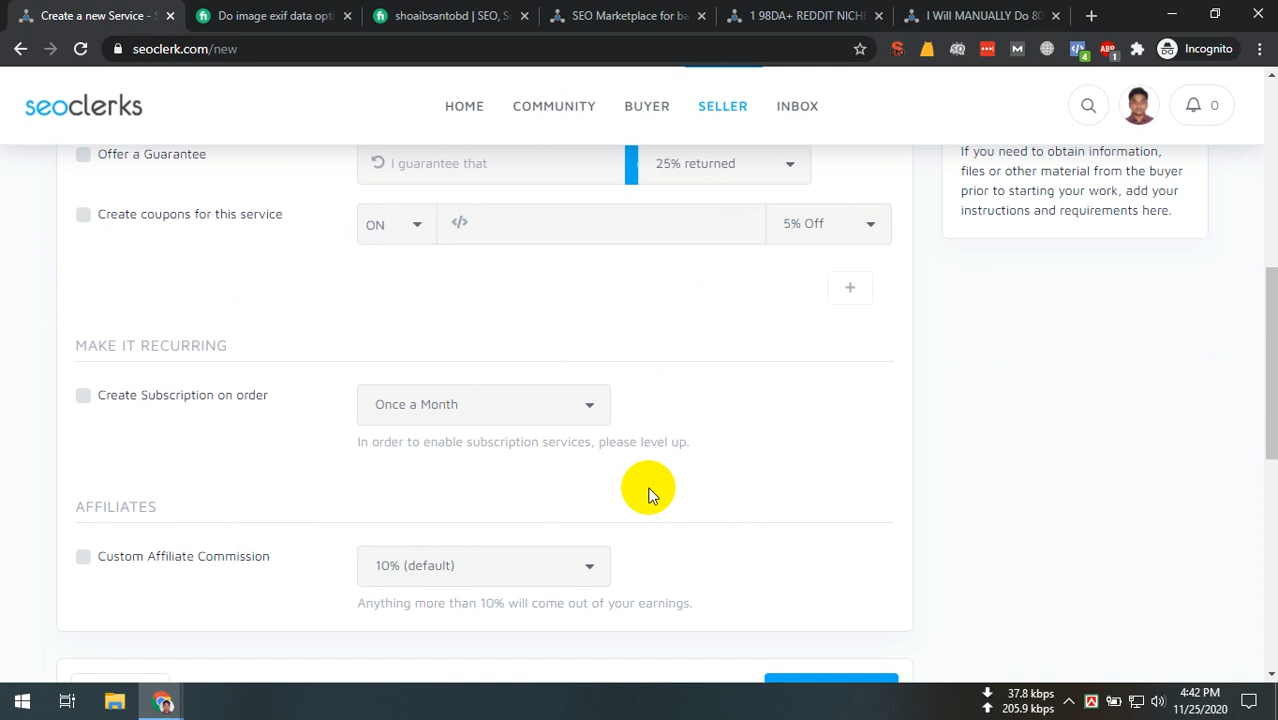 Create a new Service - S
Do image exif data opti
shoaibsantobd | SEO, So
SEO Marketplace for ba
1 98DA+ REDDIT NICHE
I Will MANUALLY Do 80
seoclerk.com/new
4
ABP
1
Incognito
seoclerks
HOME
COMMUNITY
BUYER
SELLER
INBOX
0
Offer a Guarantee
I guarantee that
25% returned
Create coupons for this service
ON
</>
5% Off
+
MAKE IT RECURRING
Create Subscription on order
Once a Month
In order to enable subscription services, please level up.
AFFILIATES
Custom Affiliate Commission
10% (default)
Anything more than 10% will come out of your earnings.
If you need to obtain information,
files or other material from the buyer
prior to starting your work, add your
instructions and requirements here.
37.8 kbps
205.9 kbps
4:42 PM
11/25/2020